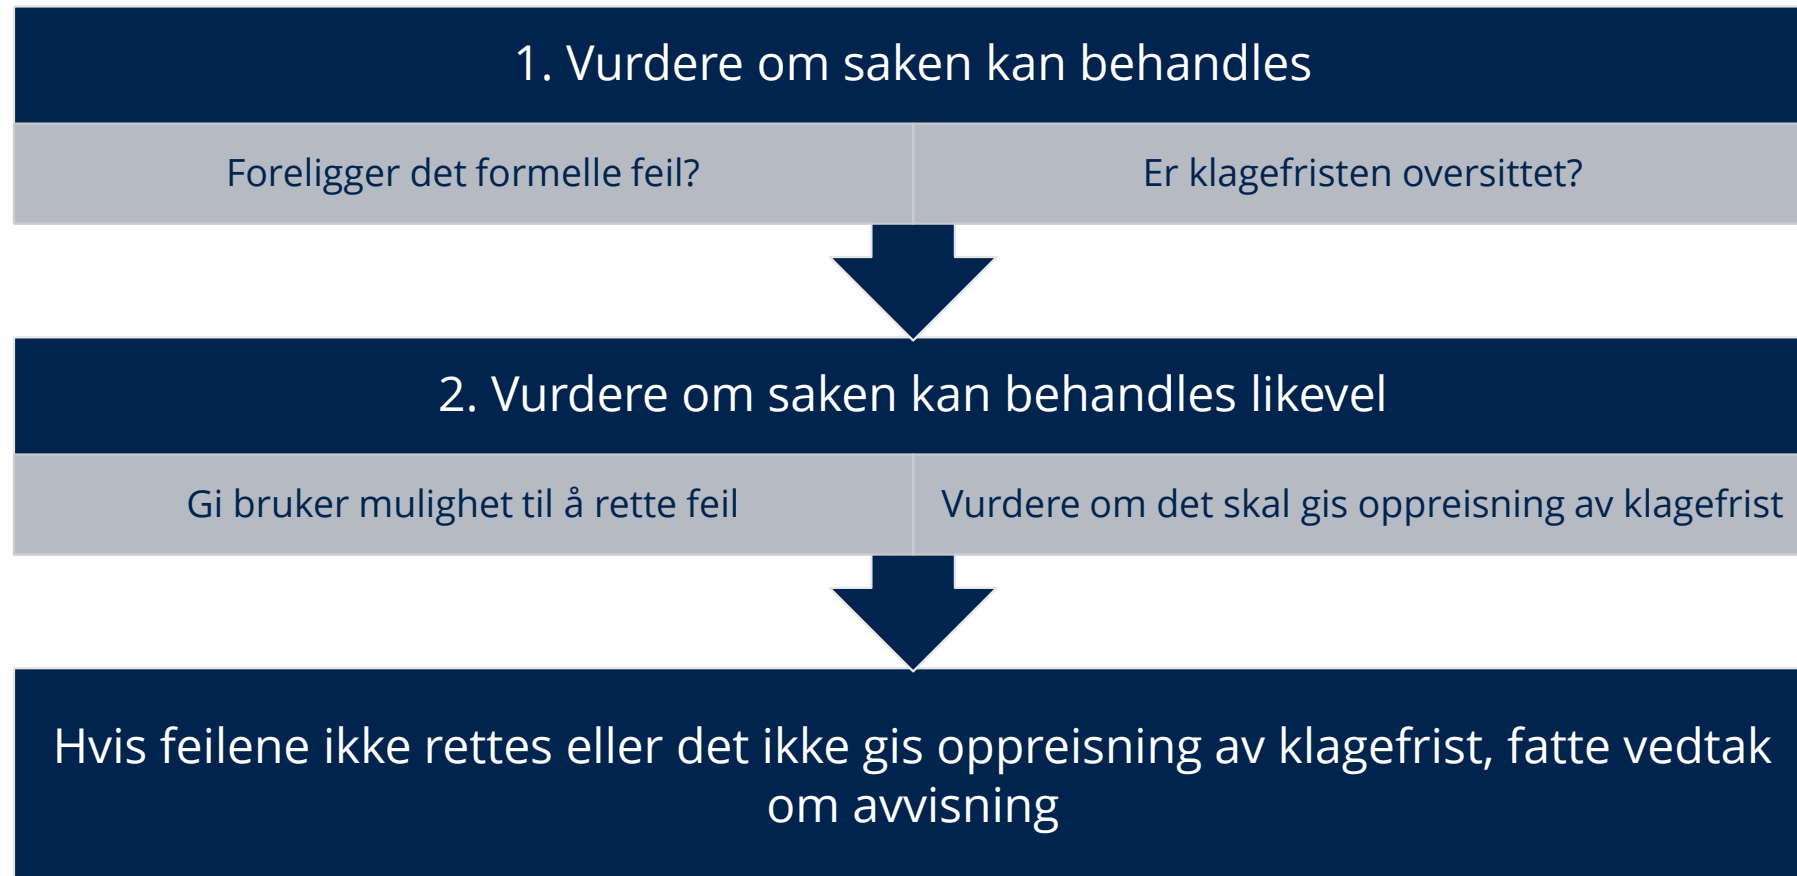 1. Vurdere om saken kan behandles
Foreligger det formelle feil?
Er klagefristen oversittet?
2. Vurdere om saken kan behandles likevel
Gi bruker mulighet til å rette feil
Vurdere om det skal gis oppreisning av klagefrist
Hvis feilene ikke rettes eller det ikke gis oppreisning av klagefrist, fatte vedtak
om avvisning